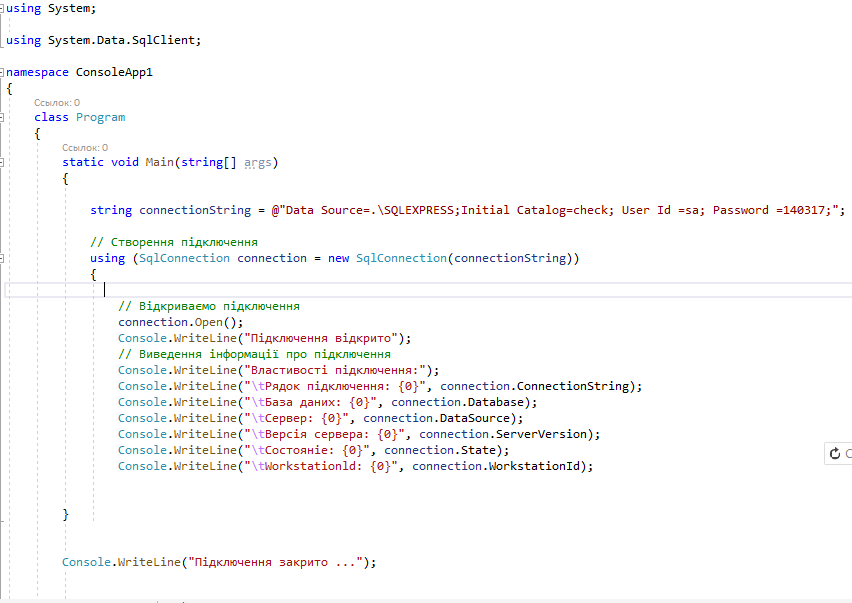 using System;
using System.Data.SqlClient;
namespace ConsoleApp1
{
Ссылок: 0
class Program
{
Ссылок: 0
static void Main(string[] args)
{
string connectionString = @"Data Source=.\SQLEXPRESS;Initial Catalog=check; User Id =sa; Password =140317;";
// Створення підключення
using (SqlConnection connection = new SqlConnection(connectionString))
{
// Відкриваємо підключення
connection.Open();
Console.WriteLine("Підключення відкрито");
// Виведення інформації про підключення
Console.WriteLine("Властивості підключення:");
Console.WriteLine("\tРядок підключення: {0}", connection.ConnectionString);
Console.WriteLine("\tБаза даних: {0}", connection.Database);
Console.WriteLine("\tСервер: {0}", connection.DataSource);
Console.WriteLine("\tВерсія сервера: {0}", connection.ServerVersion);
Console.WriteLine("\tСостояніе: {0}", connection.State);
Console.WriteLine("\tWorkstationld: {0}", connection.WorkstationId);
}
Console.WriteLine("Підключення закрито ...");